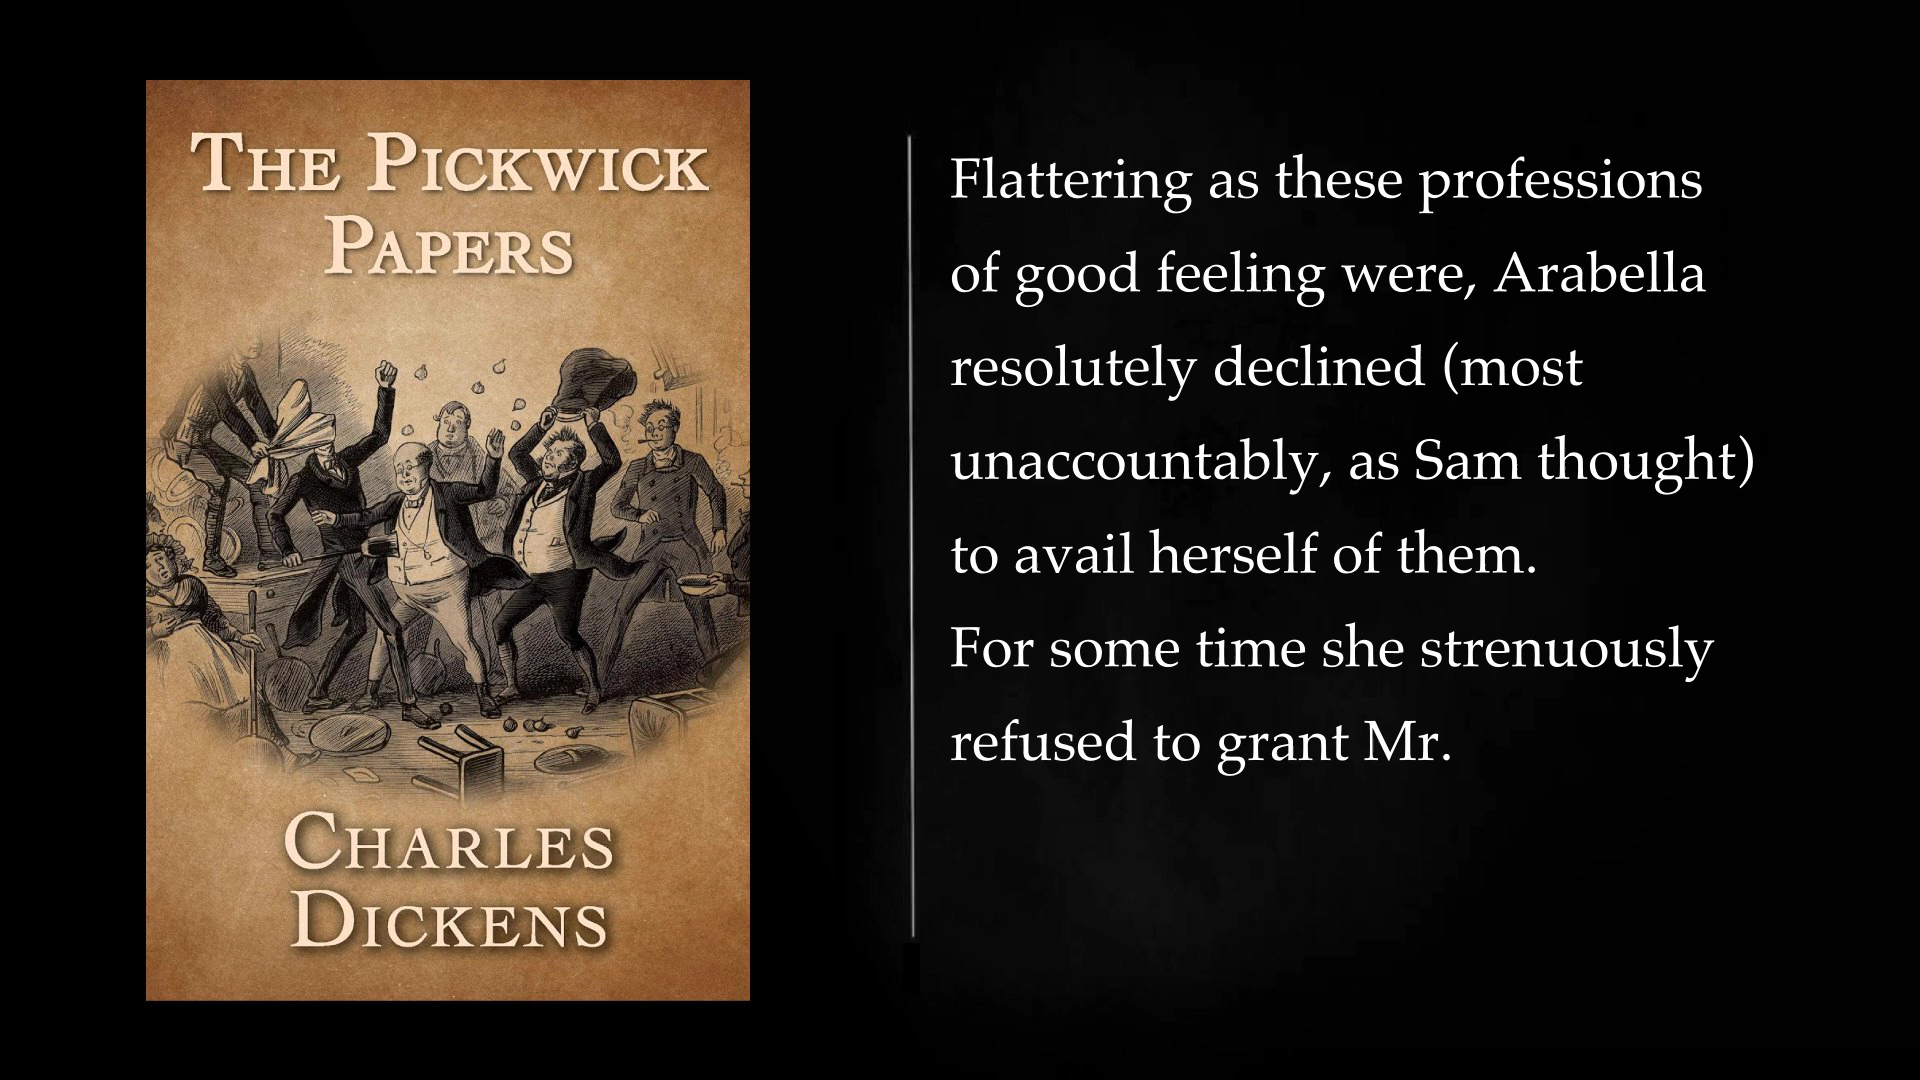 THE PICKWICK
PAPERS
CHARLES
DICKENS
Flattering as these professions
of good feeling were, Arabella
resolutely declined (most
unaccountably, as Sam thought)
to avail herself of them.
For some time she strenuously
refused to grant Mr.